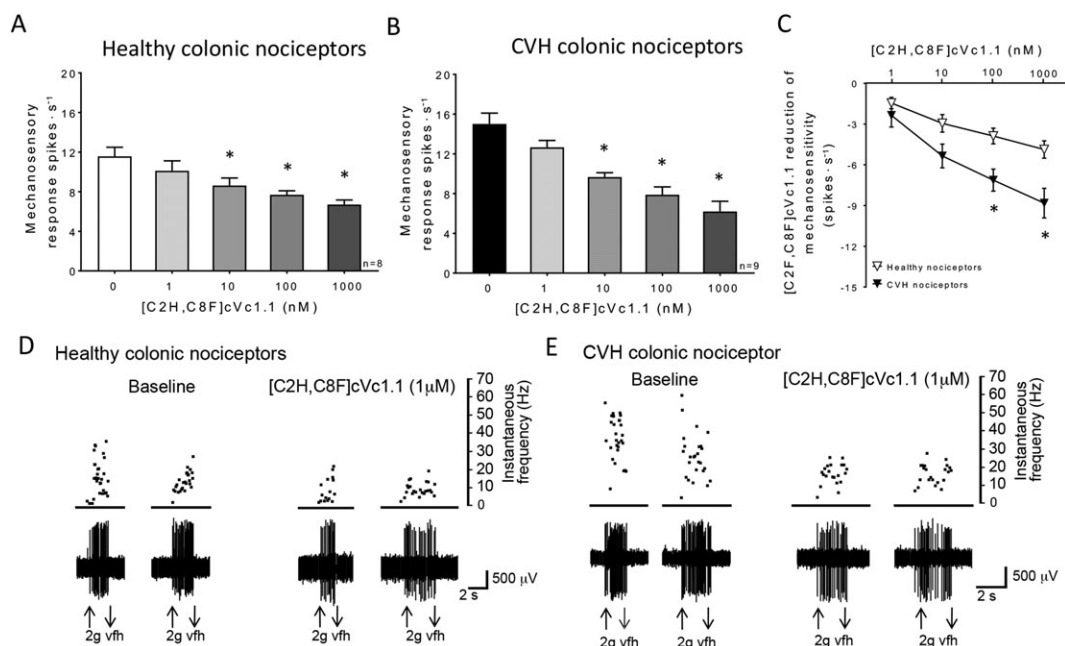 A
Healthy colonic nociceptors
Mechanosensory
response spikes · s-1
20
16
12
8
4
0
*
*
*
n=8
0
1
10
100
1000
[C2H,C8F]cVc1.1 (nM)
B
CVH colonic nociceptors
Mechanosensory
response spikes · s-1
20
16
12
8
4
0
*
*
*
n=9
0
1
10
100
1000
[C2H,C8F]cVc1.1 (nM)
C
[C2H,C8F]cVc1.1 (nM)
1
10
100
1000
[C2F,C8F]cVc1.1 reduction of
mechanosensitivity
(spikes · s-1)
0
-3
-6
-9
-12
-15
*
*
Healthy nociceptors
CVH nociceptors
D
Healthy colonic nociceptors
Baseline
[C2H,C8F]cVc1.1 (1µM)
70
60
50
40
30
20
10
0
Instantaneous
frequency (Hz)
500 µV
2 s
2g vfh
2g vfh
2g vfh
2g vfh
E
CVH colonic nociceptor
Baseline
[C2H,C8F]cVc1.1 (1µM)
70
60
50
40
30
20
10
0
Instantaneous
frequency (Hz)
500 µV
2 s
2g vfh
2g vfh
2g vfh
2g vfh